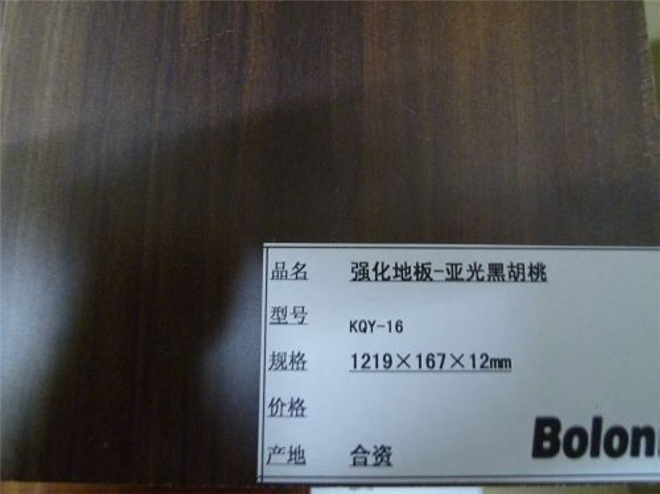 品名 强化地板-亚光黑胡桃
型号 KQY-16
规格 1219×167×12mm
价格
产地 合资
Bolon